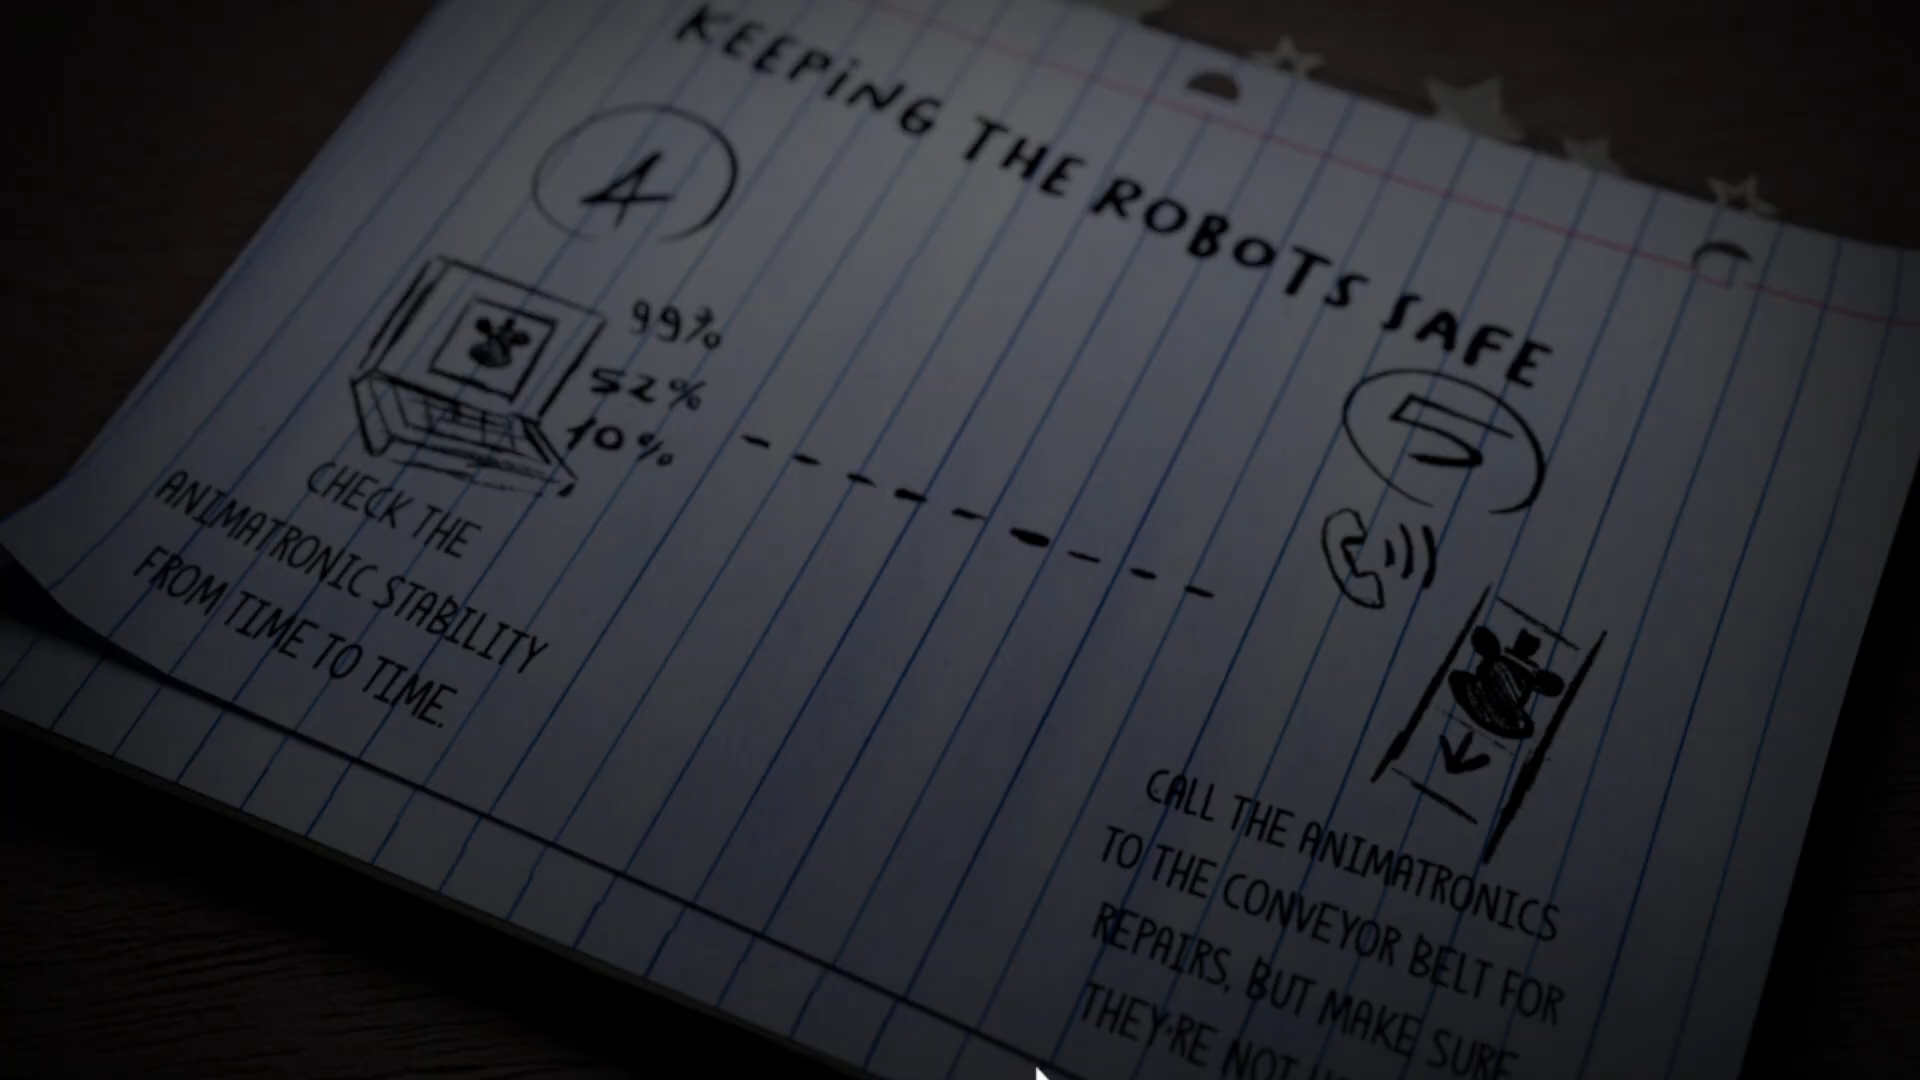 KEEPING THE ROBOTS SAFE
4
99%
52%
10%
CHECK THE
ANIMATRONIC STABILITY
FROM TIME TO TIME.
5
CALL THE ANIMATRONICS
TO THE CONVEYOR BELT FOR
REPAIRS, BUT MAKE SURE
THEY'RE NOT